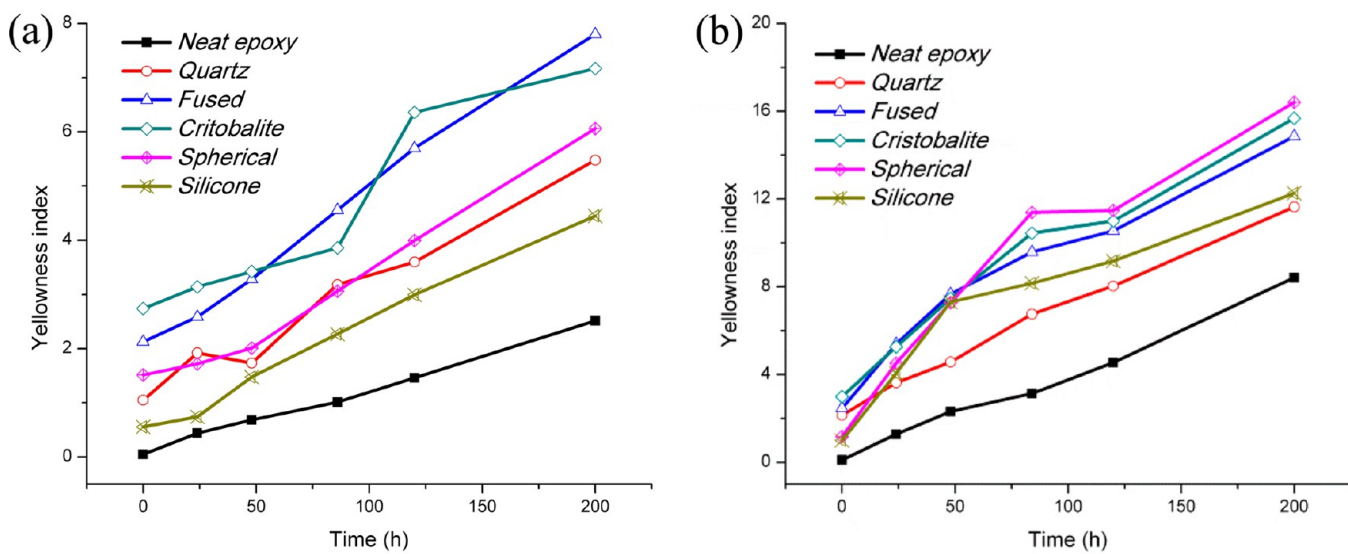 (a)
8
6
4
2
0
Yellowness index
Neat epoxy
Quartz
Fused
Critobalite
Spherical
Silicone
0 50 100 150 200
Time (h)
(b)
20
16
12
8
4
0
Yellowness index
Neat epoxy
Quartz
Fused
Cristobalite
Spherical
Silicone
0 50 100 150 200
Time (h)